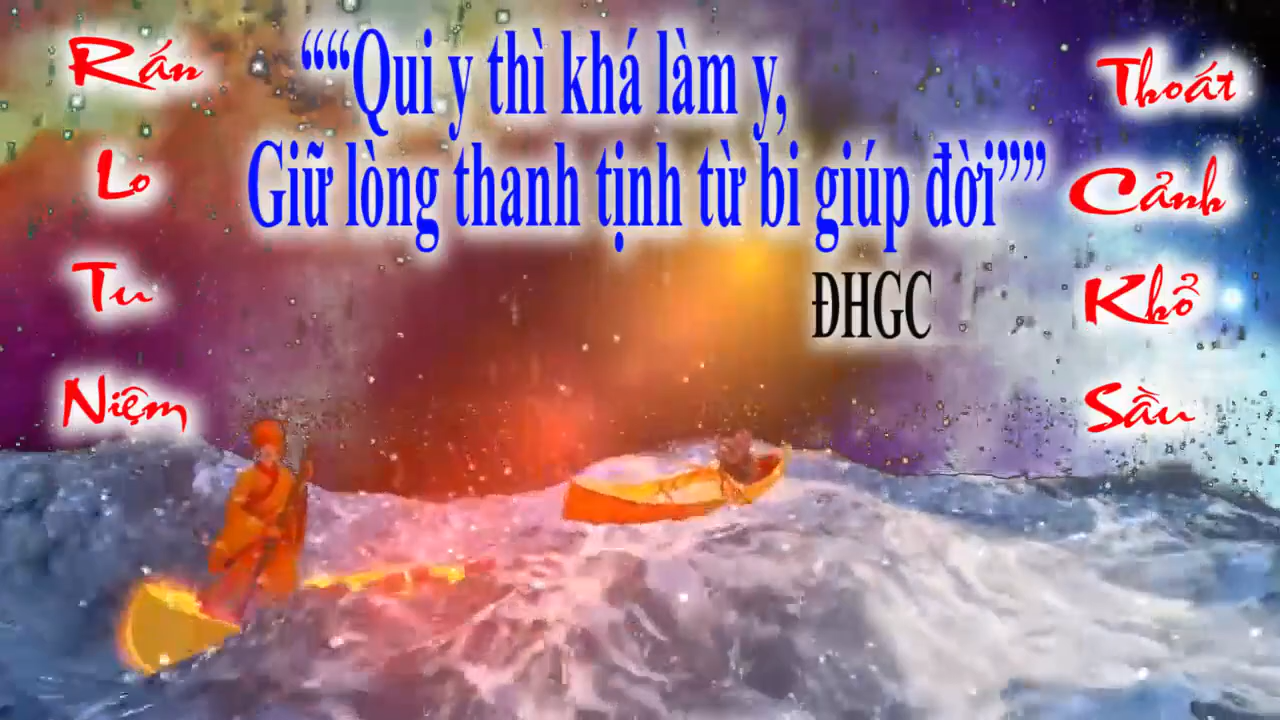 Rán
Lo
Tu
Niệm
““Qui y thì khá làm y,
Giữ lòng thanh tịnh từ bi giúp đời””
ĐHGC
Thoát
Cảnh
Khổ
Sầu